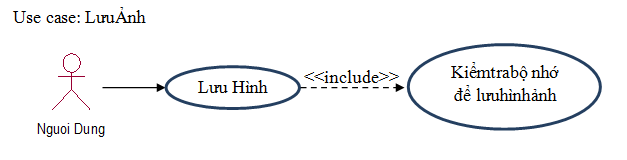 Use case: LưuẢnh
Lưu Hình
<<include>>
Kiểmtrabộ nhớ
để lưuhìnhảnh
Nguoi Dung